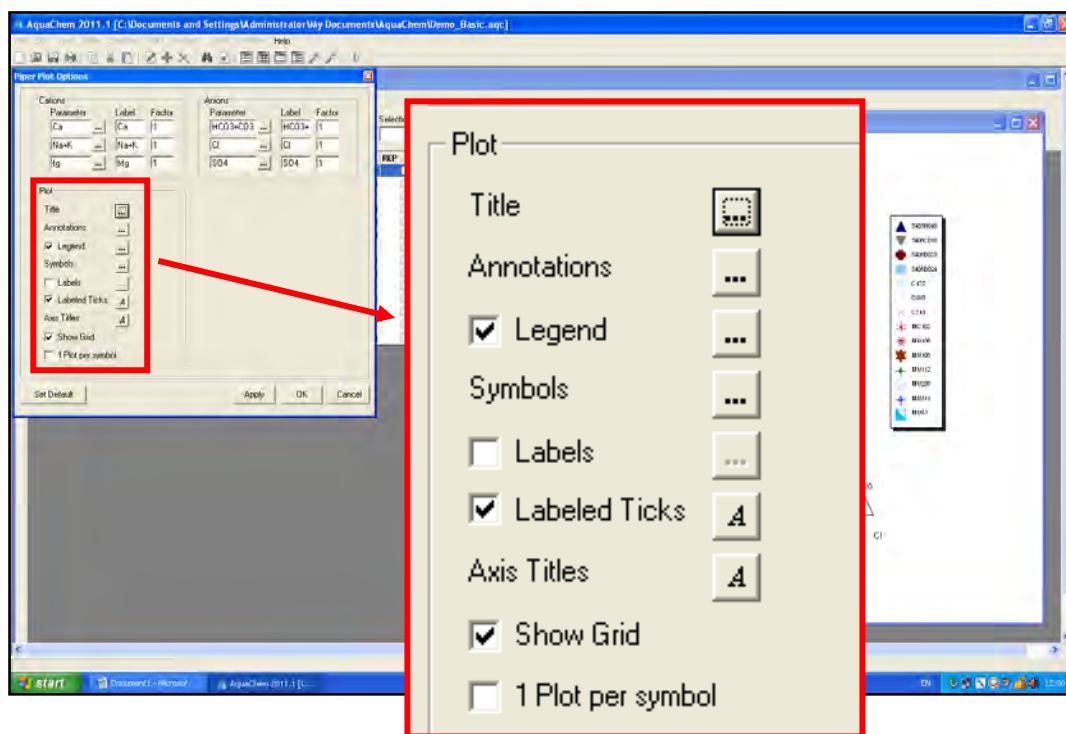 AquaChem 2011.1 [C:\Documents and Settings\Administrator\My Documents\AquaChem\Demo_Basic.aqc]
Help
Piper Plot Options
Cations
Parameter Label Factor
Ca ... Ca 1
Na+K ... Na+K 1
Mg ... Mg 1
Anions
Parameter Label Factor
HCO3+CO3 ... HCO3+ 1
Cl ... Cl 1
SO4 ... SO4 1
Plot
Title ...
Annotations ...
Legend ...
Symbols ...
Labels
Labeled Ticks A
Axis Titles A
Show Grid
1 Plot per symbol
Set Default
Apply
OK
Cancel
REP
Plot
Title ...
Annotations ...
Legend ...
Symbols ...
Labels ...
Labeled Ticks A
Axis Titles A
Show Grid
1 Plot per symbol
Cl
start
AquaChem 2011.1 [C:...
EN
12:00